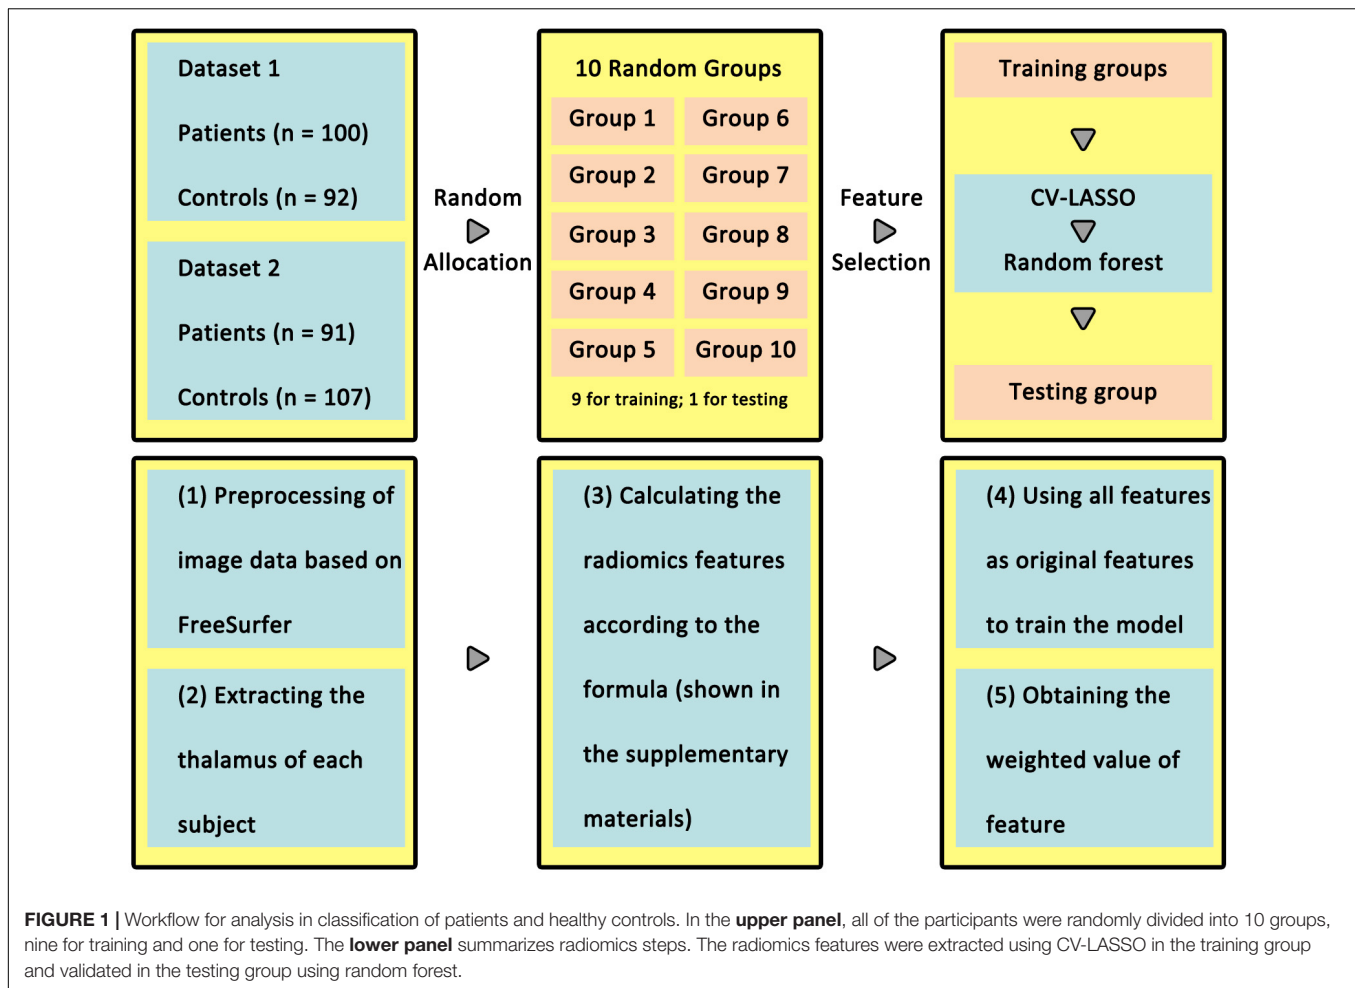 Dataset 1
Patients (n = 100)
Controls (n = 92)
Dataset 2
Patients (n = 91)
Controls (n = 107)
Random
Allocation
10 Random Groups
Group 1
Group 6
Group 2
Group 7
Group 3
Group 8
Group 4
Group 9
Group 5
Group 10
9 for training; 1 for testing
Feature
Selection
Training groups
CV-LASSO
Random forest
Testing group
(1) Preprocessing of
image data based on
FreeSurfer
(2) Extracting the
thalamus of each
subject
(3) Calculating the
radiomics features
according to the
formula (shown in
the supplementary
materials)
(4) Using all features
as original features
to train the model
(5) Obtaining the
weighted value of
feature
FIGURE 1 | Workflow for analysis in classification of patients and healthy controls. In the upper panel, all of the participants were randomly divided into 10 groups,
nine for training and one for testing. The lower panel summarizes radiomics steps. The radiomics features were extracted using CV-LASSO in the training group
and validated in the testing group using random forest.